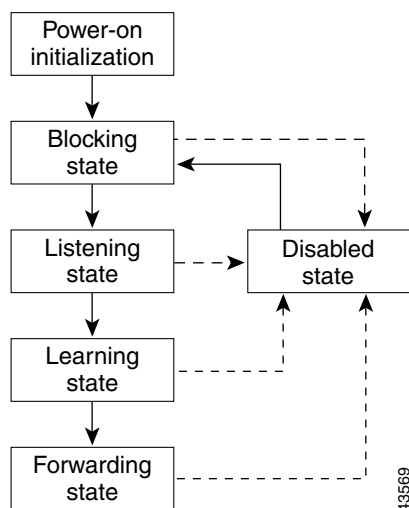 Power-on
initialization
Blocking
state
Listening
state
Disabled
state
Learning
state
Forwarding
state
43569